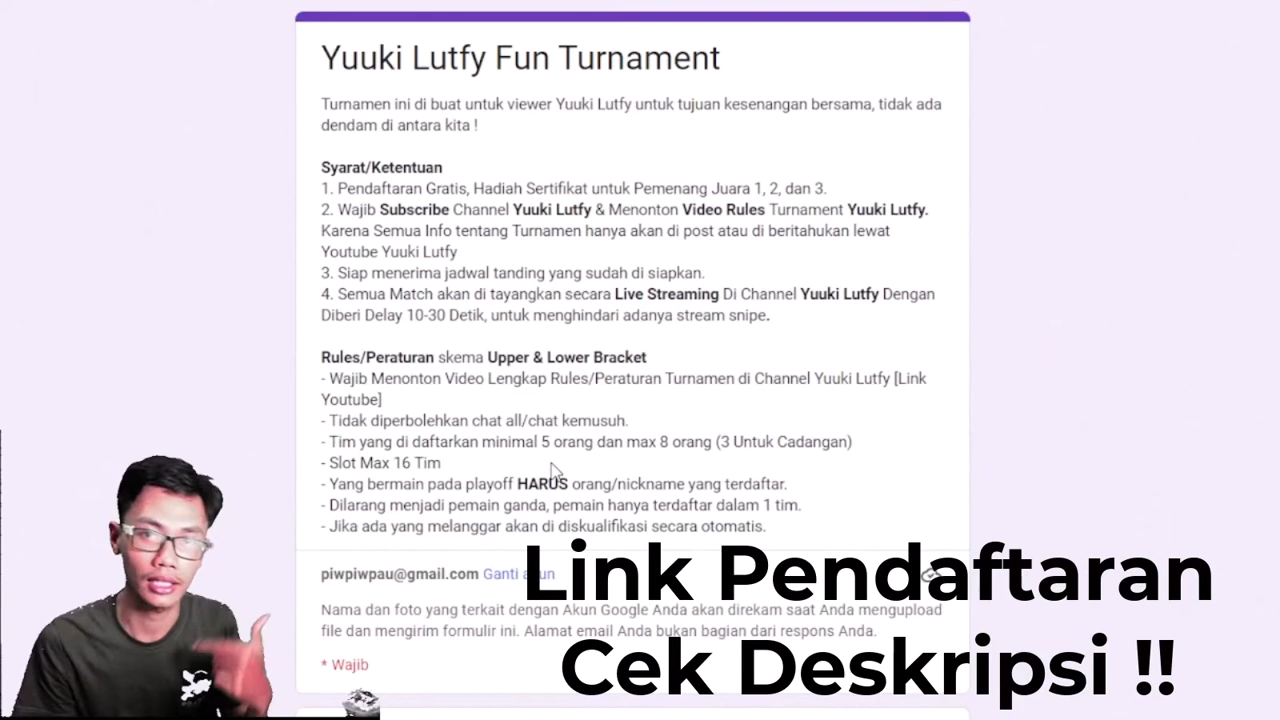 Yuuki Lutfy Fun Turnament
Turnamen ini di buat untuk viewer Yuuki Lutfy untuk tujuan kesenangan bersama, tidak ada
dendam di antara kita !
Syarat/Ketentuan
1. Pendaftaran Gratis, Hadiah Sertifikat untuk Pemenang Juara 1, 2, dan 3.
2. Wajib Subscribe Channel Yuuki Lutfy & Menonton Video Rules Turnament Yuuki Lutfy.
Karena Semua Info tentang Turnamen hanya akan di post atau di beritahukan lewat
Youtube Yuuki Lutfy
3. Siap menerima jadwal tanding yang sudah di siapkan.
4. Semua Match akan di tayangkan secara Live Streaming Di Channel Yuuki Lutfy Dengan
Diberi Delay 10-30 Detik, untuk menghindari adanya stream snipe.
Rules/Peraturan skema Upper & Lower Bracket
- Wajib Menonton Video Lengkap Rules/Peraturan Turnamen di Channel Yuuki Lutfy [Link
Youtube]
- Tidak diperbolehkan chat all/chat kemusuh.
- Tim yang di daftarkan minimal 5 orang dan max 8 orang (3 Untuk Cadangan)
- Slot Max 16 Tim
- Yang bermain pada playoff HARUS orang/nickname yang terdaftar.
- Dilarang menjadi pemain ganda, pemain hanya terdaftar dalam 1 tim.
- Jika ada yang melanggar akan di diskualifikasi secara otomatis.
piwpiwpau@gmail.com Ganti akun
Nama dan foto yang terkait dengan Akun Google Anda akan direkam saat Anda mengupload
file dan mengirim formulir ini. Alamat email Anda bukan bagian dari respons Anda.
* Wajib
Link Pendaftaran
Cek Deskripsi !!